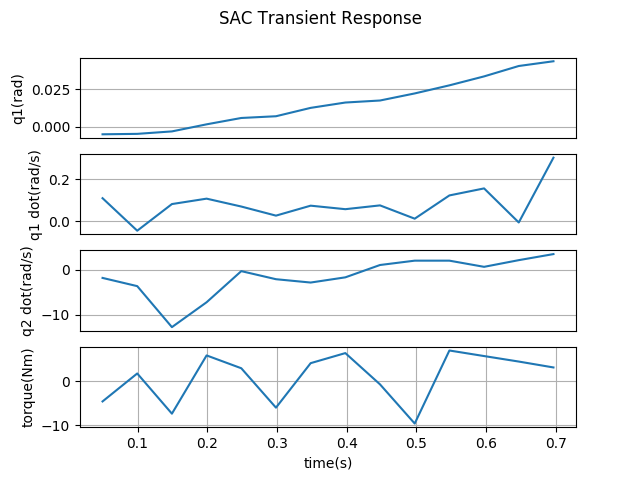 SAC Transient Response
q1(rad)
0.025
0.000
q1 dot(rad/s)
0.2
0.0
q2 dot(rad/s)
0
−10
torque(Nm)
0
−10
0.1 0.2 0.3 0.4 0.5 0.6 0.7
time(s)